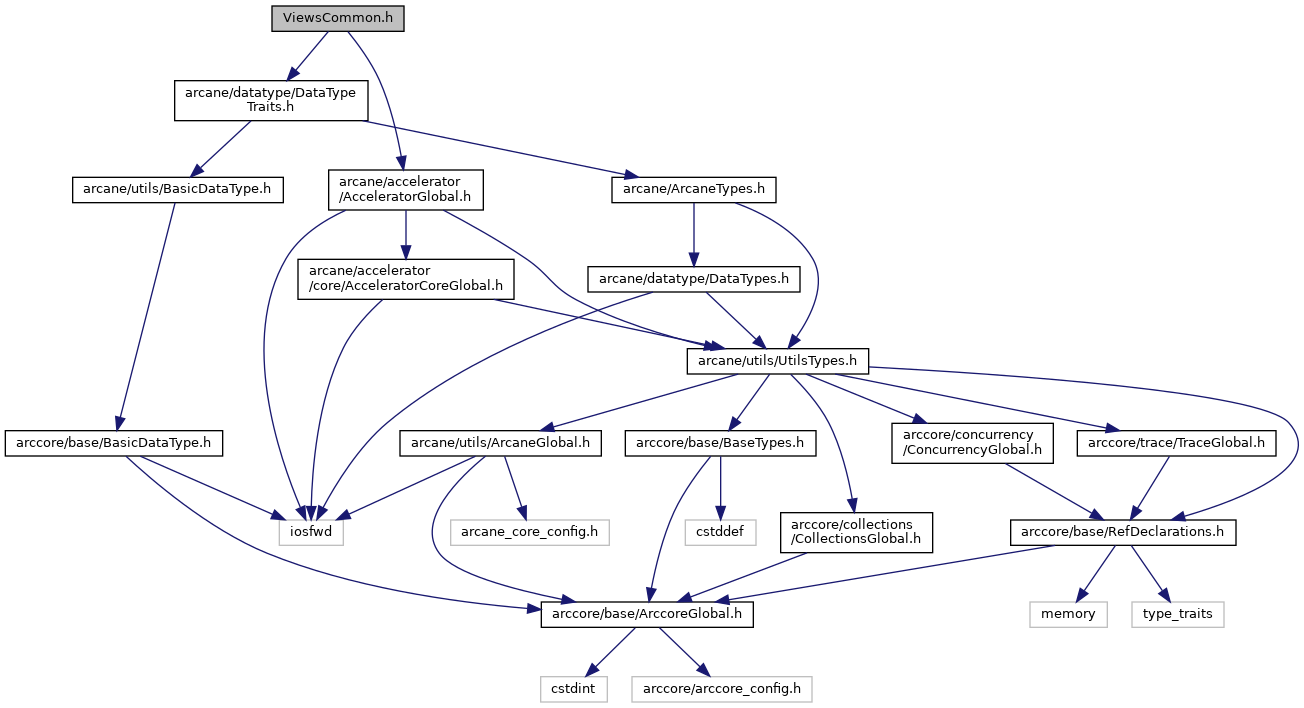 ViewsCommon.h
arcane/datatype/DataType
Traits.h
arcane/utils/BasicDataType.h
arcane/accelerator
/AcceleratorGlobal.h
arcane/ArcaneTypes.h
arcane/accelerator
/core/AcceleratorCoreGlobal.h
arcane/datatype/DataTypes.h
arcane/utils/UtilsTypes.h
arccore/base/BasicDataType.h
arcane/utils/ArcaneGlobal.h
arccore/base/BaseTypes.h
arccore/concurrency
/ConcurrencyGlobal.h
arccore/trace/TraceGlobal.h
iosfwd
arcane_core_config.h
cstddef
arccore/collections
/CollectionsGlobal.h
arccore/base/RefDeclarations.h
arccore/base/ArccoreGlobal.h
memory
type_traits
cstdint
arccore/arccore_config.h